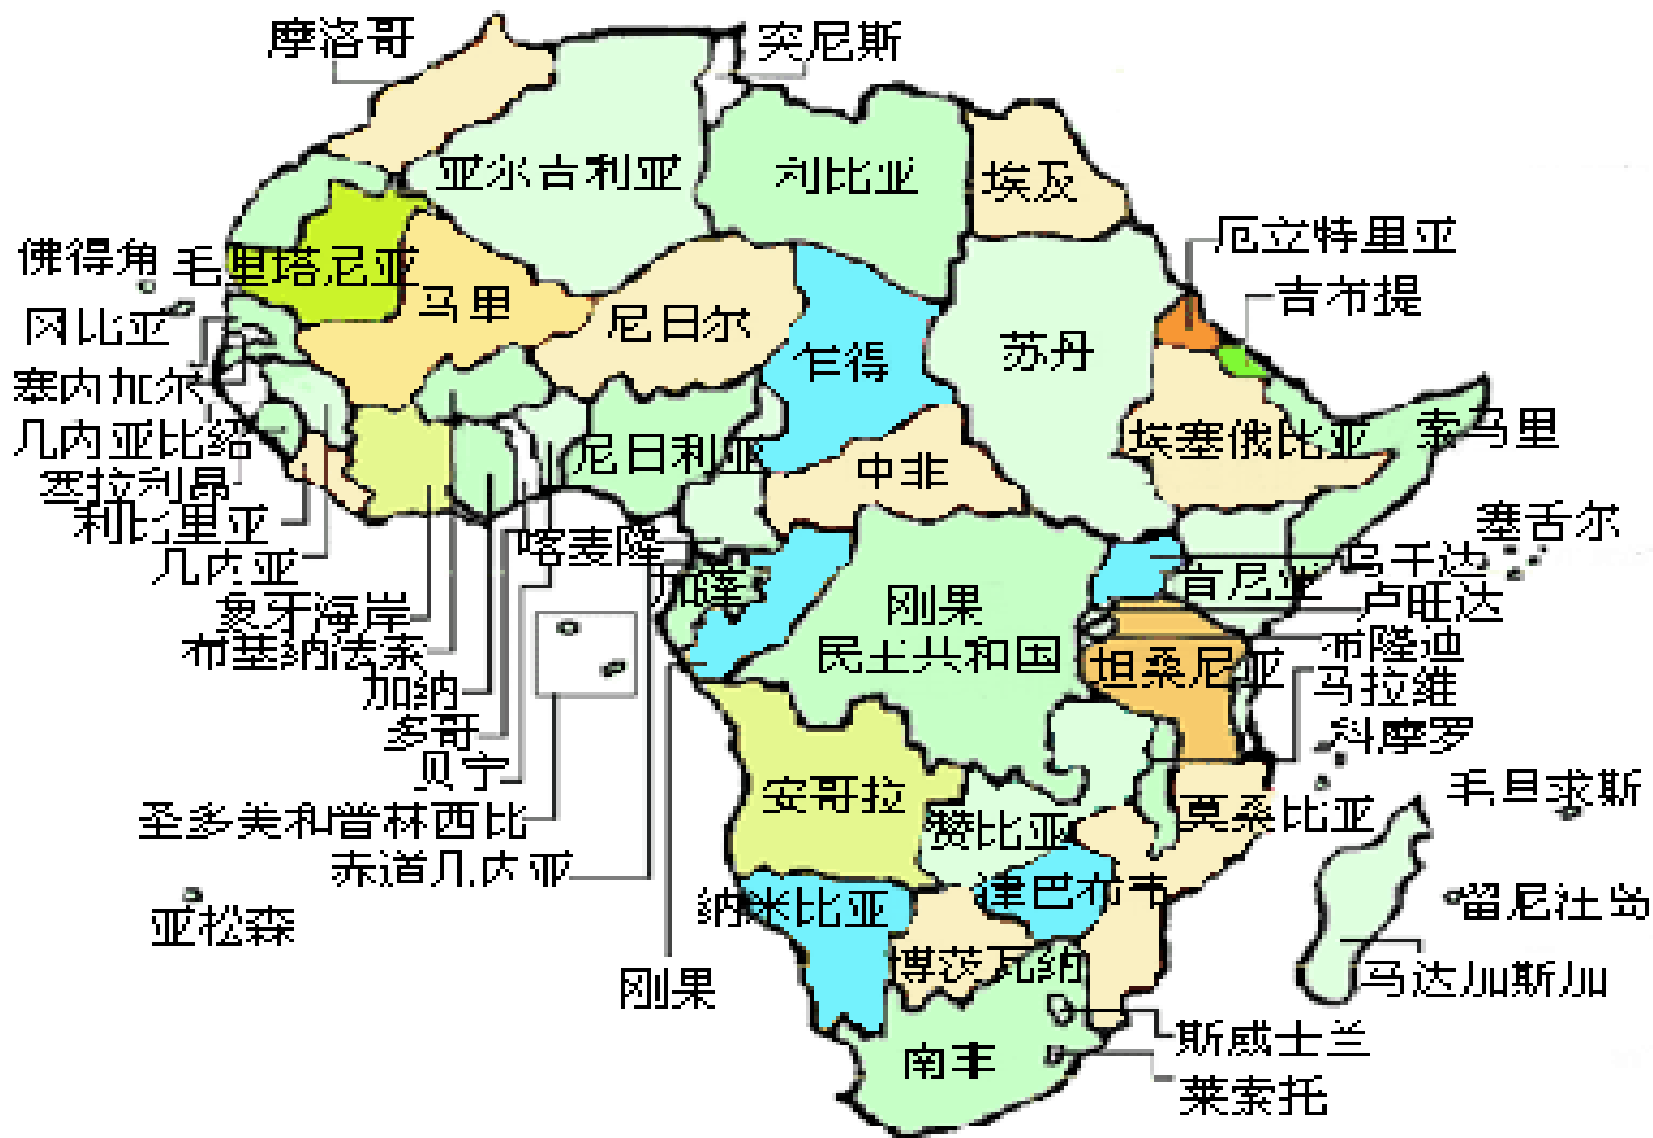 摩洛哥
突尼斯
亚尔古利亚
利比亚
埃及
佛得角
毛里塔尼亚
厄立特里亚
冈比亚
马里
尼日尔
乍得
苏丹
吉布提
塞内加尔
几内亚比绍
尼日利亚
中非
埃塞俄比亚
索马里
塞拉利昂
利比里亚
几内亚
喀麦隆
塞舌尔
乌干达
加蓬
肯尼亚
象牙海岸
刚果
民主共和国
卢旺达
布基纳法索
布隆迪
加纳
坦桑尼亚
马拉维
多哥
科摩罗
贝宁
安哥拉
毛里求斯
圣多美和普林西比
赞比亚
莫桑比亚
赤道几内亚
纳米比亚
津巴布韦
留尼汪岛
亚松森
博茨瓦纳
刚果
马达加斯加
斯威士兰
南非
莱索托